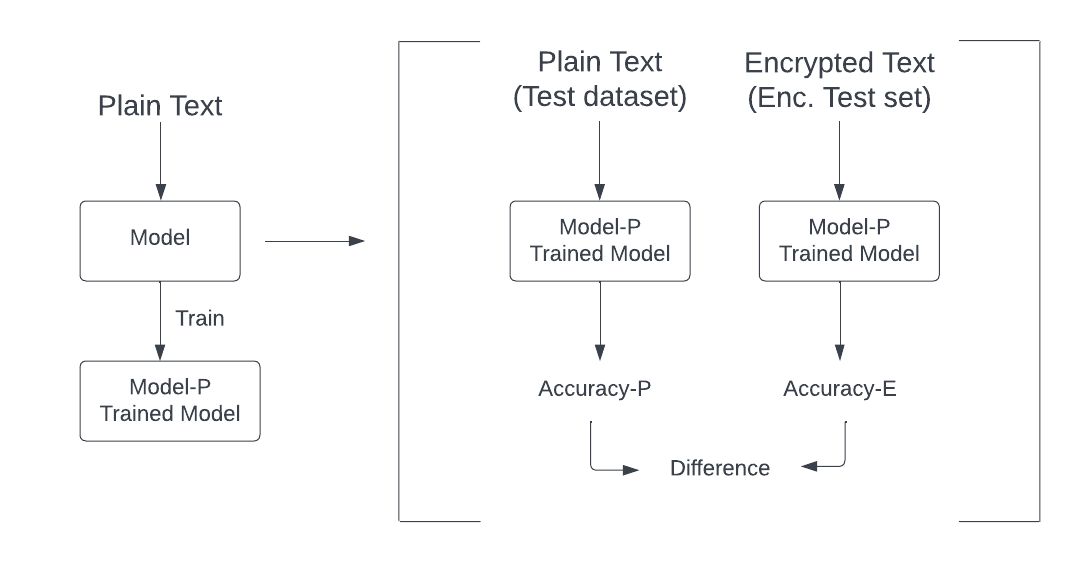 Plain Text
Model
Train
Model-P
Trained Model
Plain Text
(Test dataset)
Model-P
Trained Model
Accuracy-P
Encrypted Text
(Enc. Test set)
Model-P
Trained Model
Accuracy-E
Difference